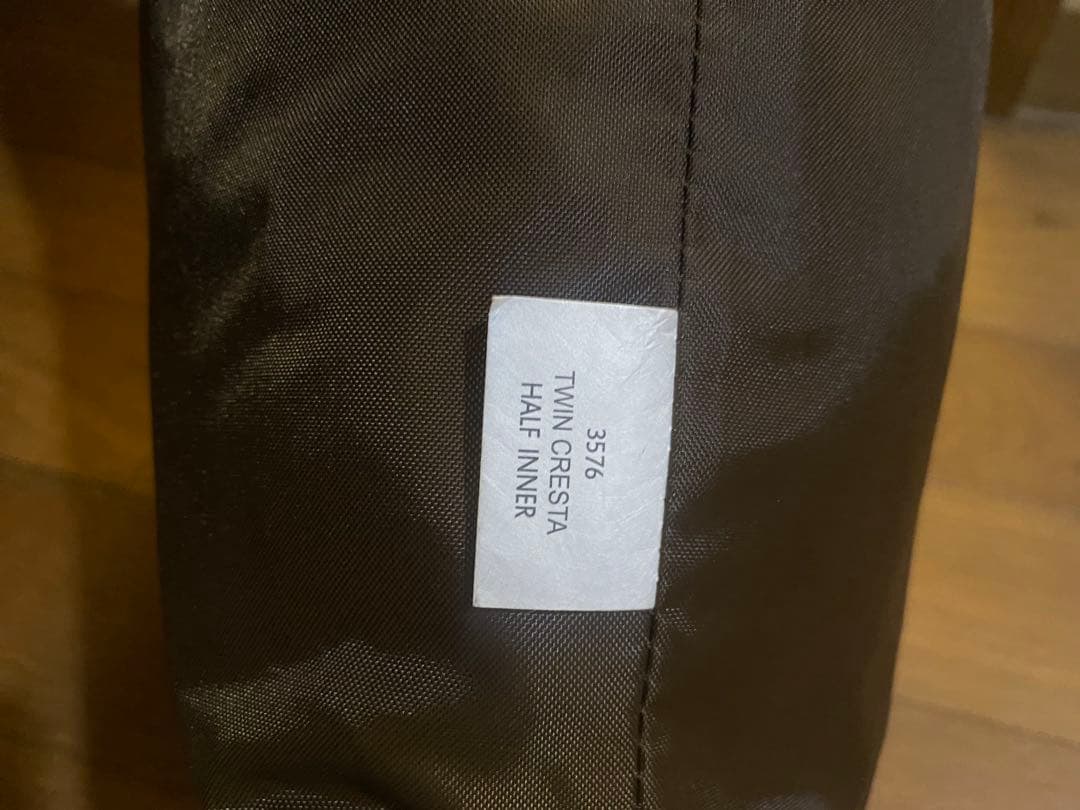 3576
TWIN CRESTA
HALF INNER